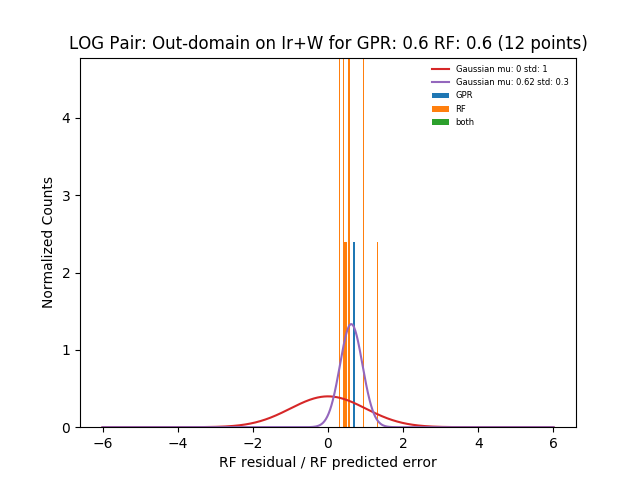 LOG Pair: Out-domain on Ir+W for GPR: 0.6 RF: 0.6 (12 points)
Gaussian mu: 0 std: 1
Gaussian mu: 0.62 std: 0.3
GPR
RF
both
Normalized Counts
4
3
2
1
0
−6 −4 −2 0 2 4 6
RF residual / RF predicted error